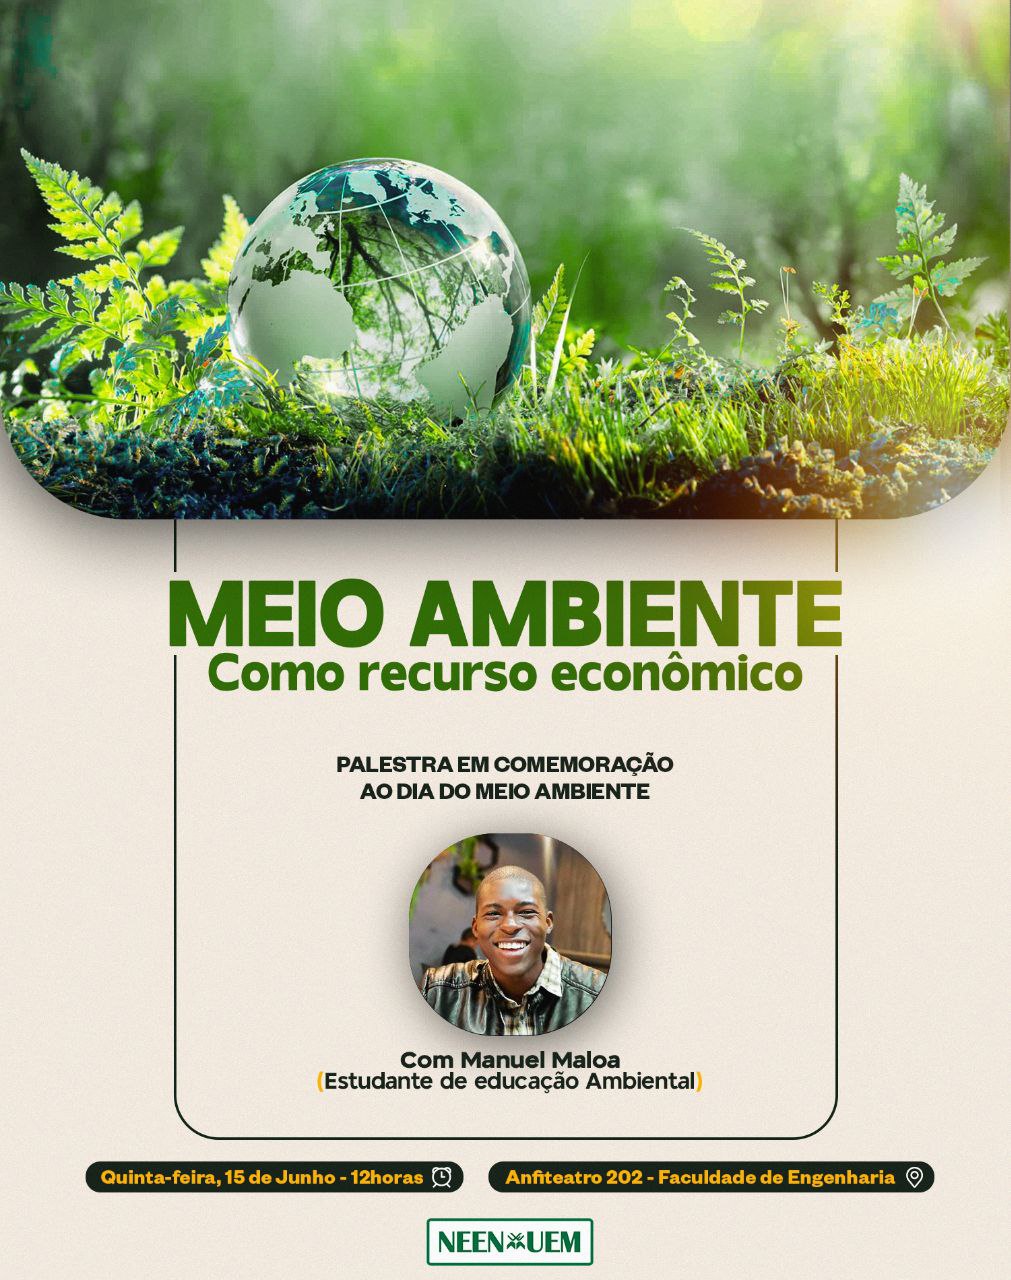 MEIO AMBIENTE
Como recurso econômico
PALESTRA EM COMEMORAÇÃO
AO DIA DO MEIO AMBIENTE
Com Manuel Maloa
(Estudante de educação Ambiental)
Quinta-feira, 15 de Junho - 12horas
Anfiteatro 202 - Faculdade de Engenharia
NEEN UEM